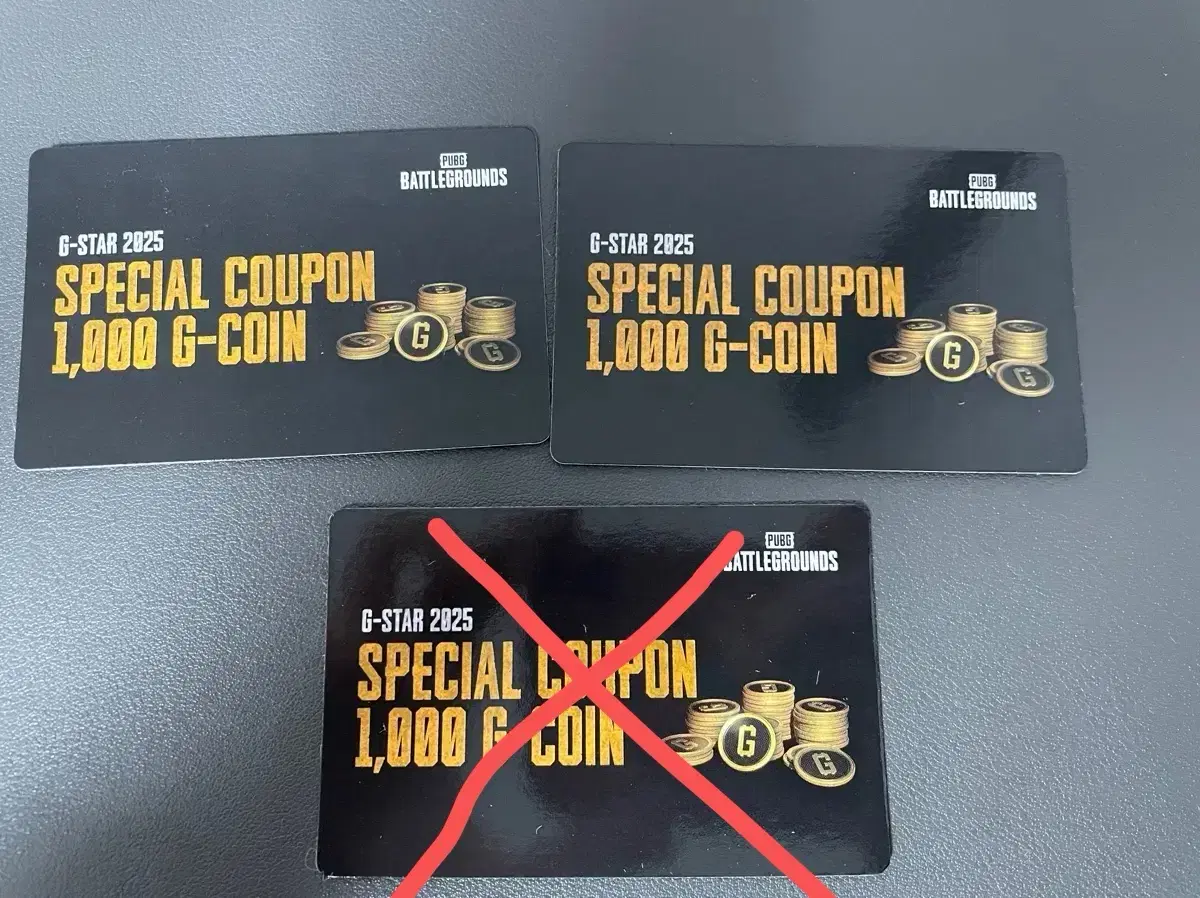 PUBG
BATTLEGROUNDS
G-STAR 2025
SPECIAL COUPON
1,000 G-COIN
PUBG
BATTLEGROUNDS
G-STAR 2025
SPECIAL COUPON
1,000 G-COIN
PUBG
BATTLEGROUNDS
G-STAR 2025
SPECIAL COUPON
1,000 G-COIN